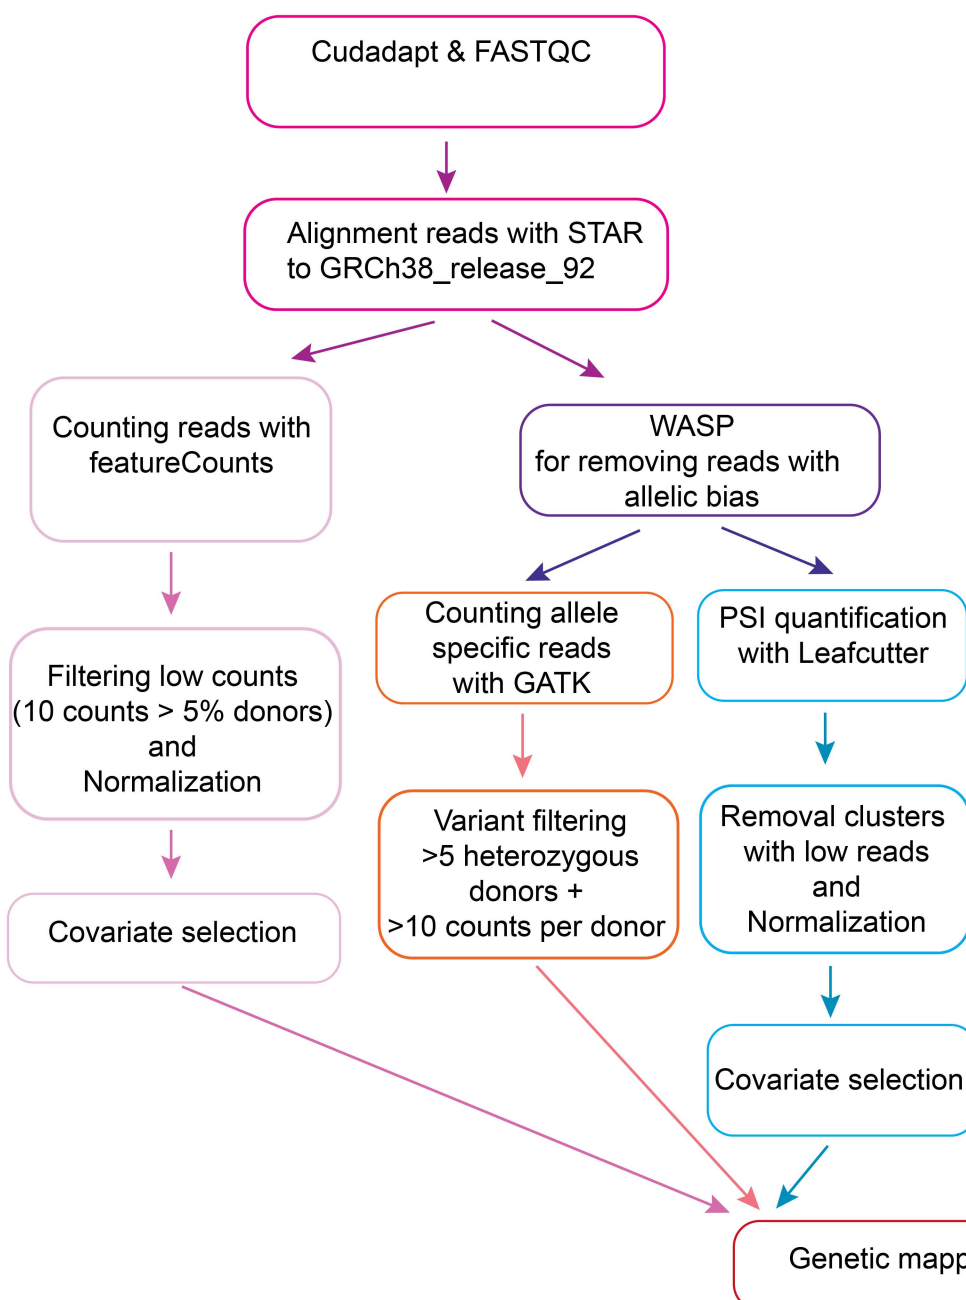 Cudadapt & FASTQC
Alignment reads with STAR
to GRCh38_release_92
Counting reads with
featureCounts
WASP
for removing reads with
allelic bias
Filtering low counts
(10 counts > 5% donors)
and
Normalization
Counting allele
specific reads
with GATK
PSI quantification
with Leafcutter
Variant filtering
>5 heterozygous
donors +
>10 counts per donor
Removal clusters
with low reads
and
Normalization
Covariate selection
Covariate selection
Genetic mapp